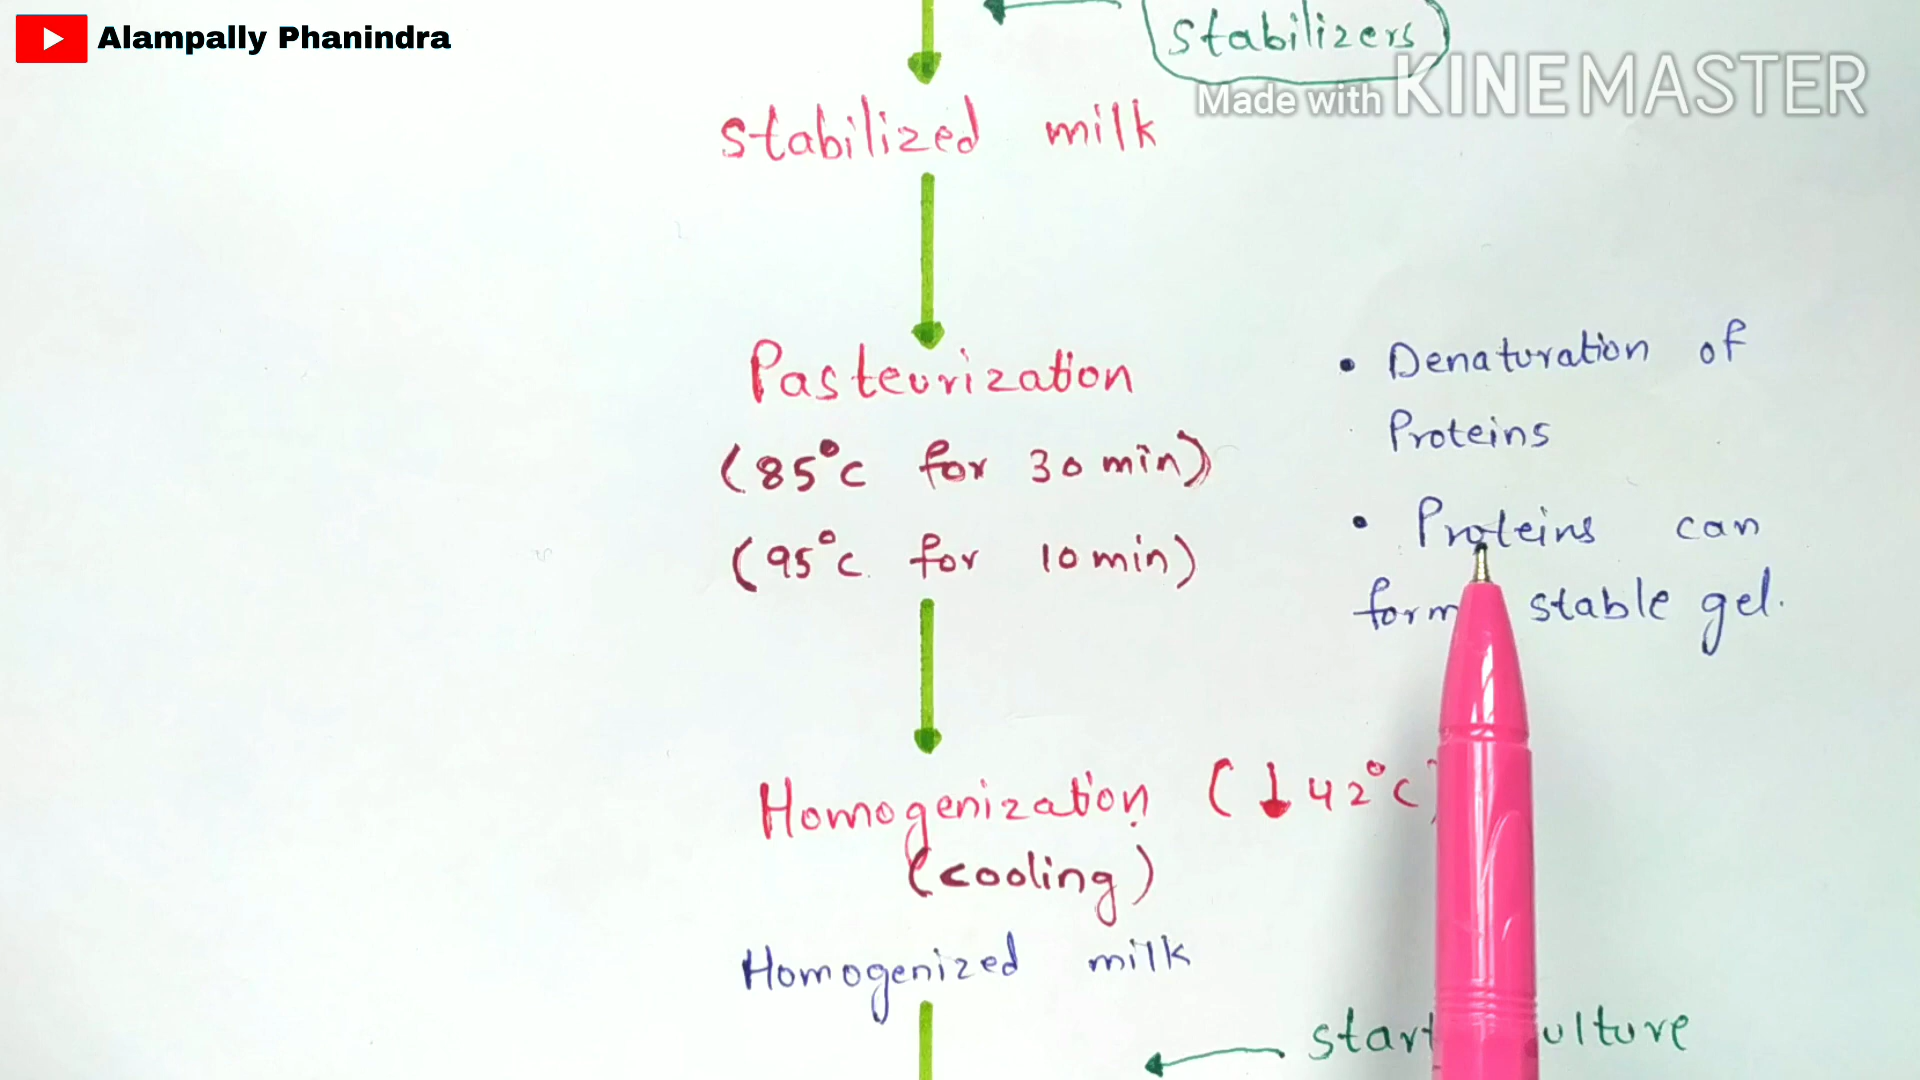 Alampally Phanindra
stabilizers
Made with KINEMASTER
stabilized milk
Pasteurization
(85°c for 30 min)
(95°c for 10 min)
• Denaturation of
Proteins
• Proteins can
form stable gel.
Homogenization (↓42°c)
(cooling)
Homogenized milk